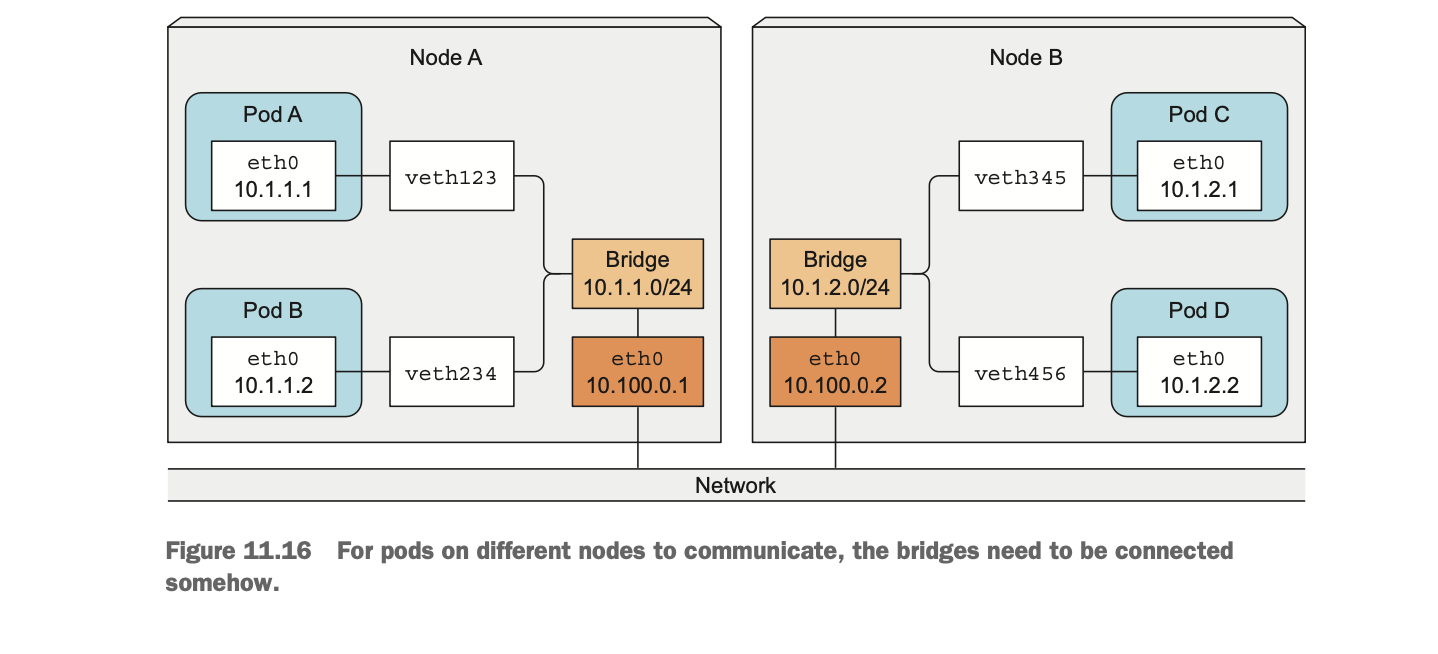 Node A
Pod A
eth0
10.1.1.1
veth123
Pod B
eth0
10.1.1.2
veth234
Bridge
10.1.1.0/24
eth0
10.100.0.1
Node B
Bridge
10.1.2.0/24
eth0
10.100.0.2
veth345
Pod C
eth0
10.1.2.1
veth456
Pod D
eth0
10.1.2.2
Network
Figure 11.16 For pods on different nodes to communicate, the bridges need to be connected
somehow.